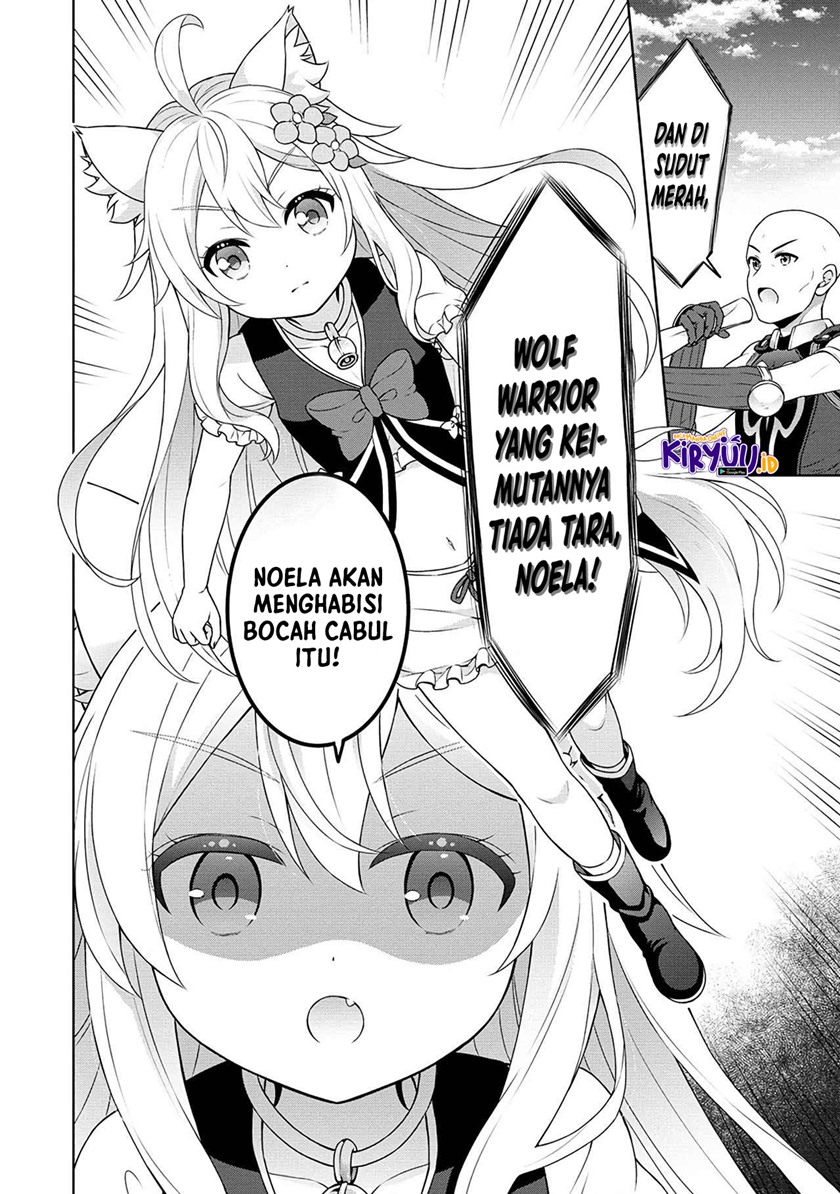 DAN DI
SUDUT
MERAH,
WOLF
WARRIOR
YANG KEI-
MUTANNYA
TIADA TARA,
NOELA!
NOELA AKAN
MENGHABISI
BOCAH CABUL
ITU!
KIRYUU.iD